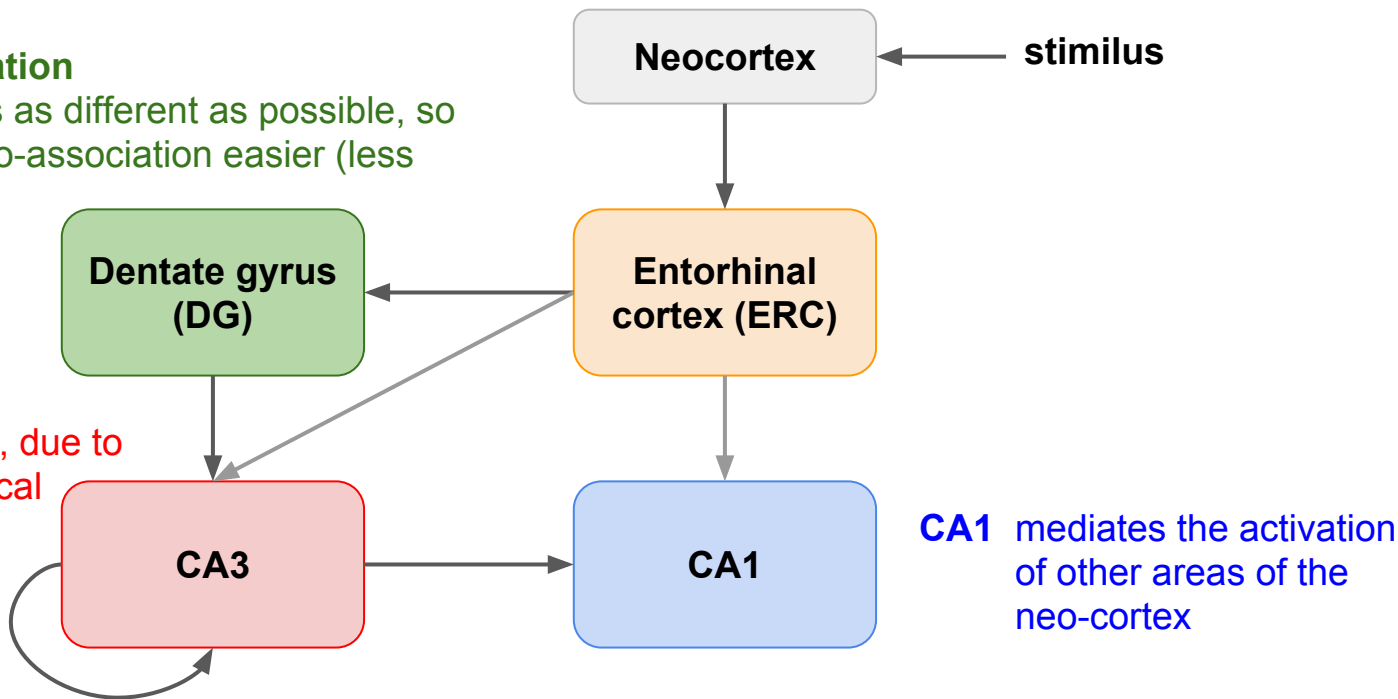 Neocortex
stimilus
ation
s as different as possible, so
o-association easier (less
Dentate gyrus
(DG)
Entorhinal
cortex (ERC)
, due to
cal
CA3
CA1
CA1 mediates the activation
of other areas of the
neo-cortex